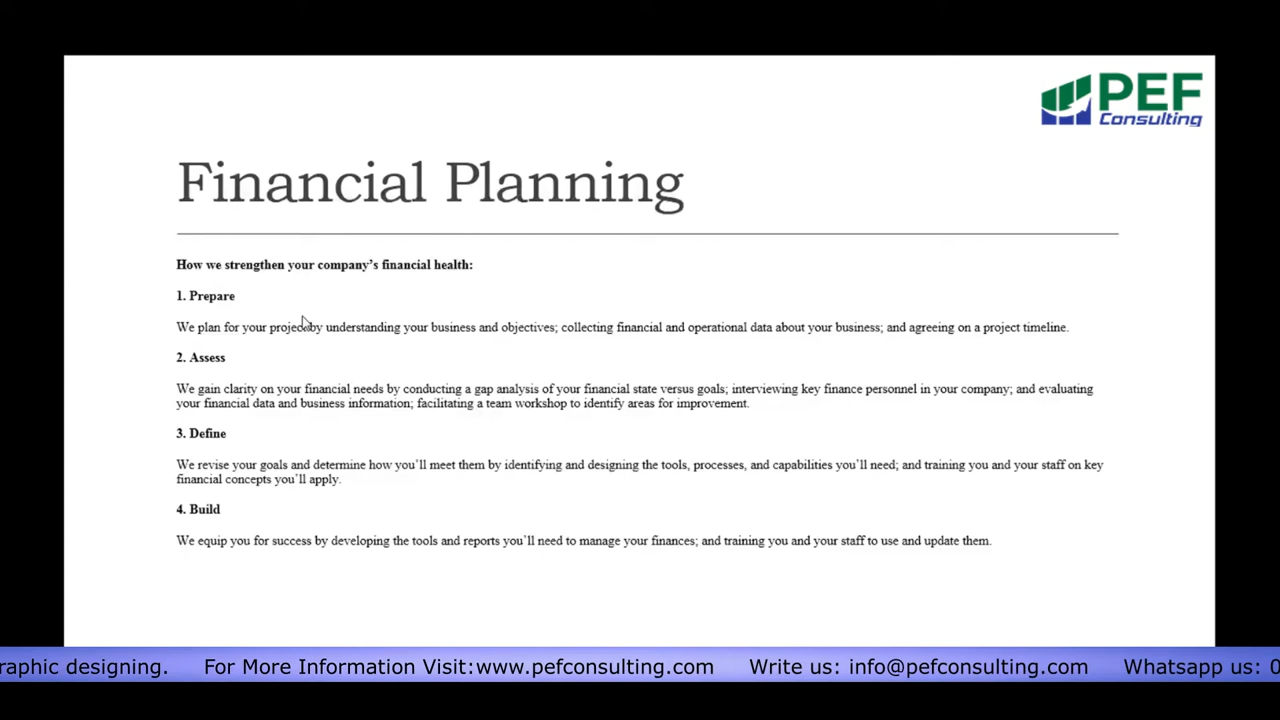 PEF
Consulting
Financial Planning
How we strengthen your company's financial health:
1. Prepare
We plan for your project by understanding your business and objectives; collecting financial and operational data about your business; and agreeing on a project timeline.
2. Assess
We gain clarity on your financial needs by conducting a gap analysis of your financial state versus goals; interviewing key finance personnel in your company; and evaluating
your financial data and business information; facilitating a team workshop to identify areas for improvement.
3. Define
We revise your goals and determine how you'll meet them by identifying and designing the tools, processes, and capabilities you'll need; and training you and your staff on key
financial concepts you'll apply.
4. Build
We equip you for success by developing the tools and reports you'll need to manage your finances; and training you and your staff to use and update them.
raphic designing. For More Information Visit:www.pefconsulting.com Write us: info@pefconsulting.com Whatsapp us: 0